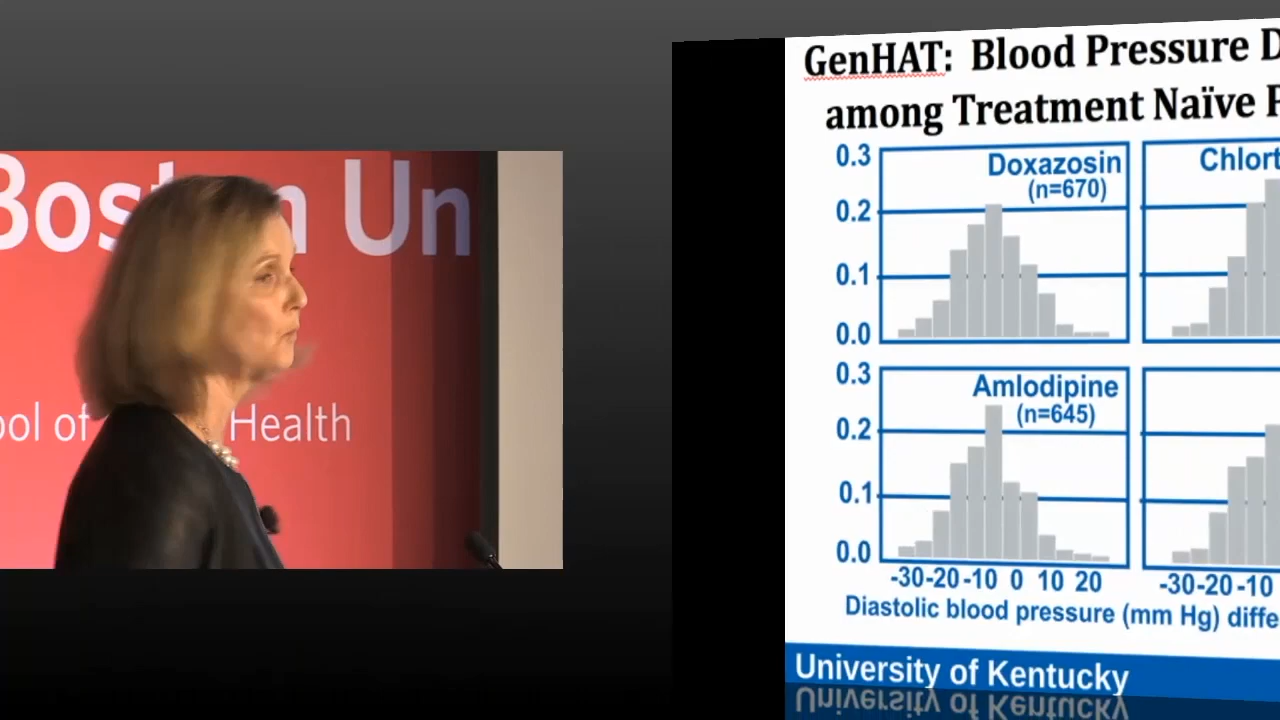 Bos n Un
ool of Health
GenHAT: Blood Pressure D
among Treatment Naïve P
0.3
0.2
0.1
0.0
Doxazosin
(n=670)
Chlort
0.3
0.2
0.1
0.0
Amlodipine
(n=645)
-30 -20 -10 0 10 20
-30 -20 -10
Diastolic blood pressure (mm Hg) diffe
University of Kentucky